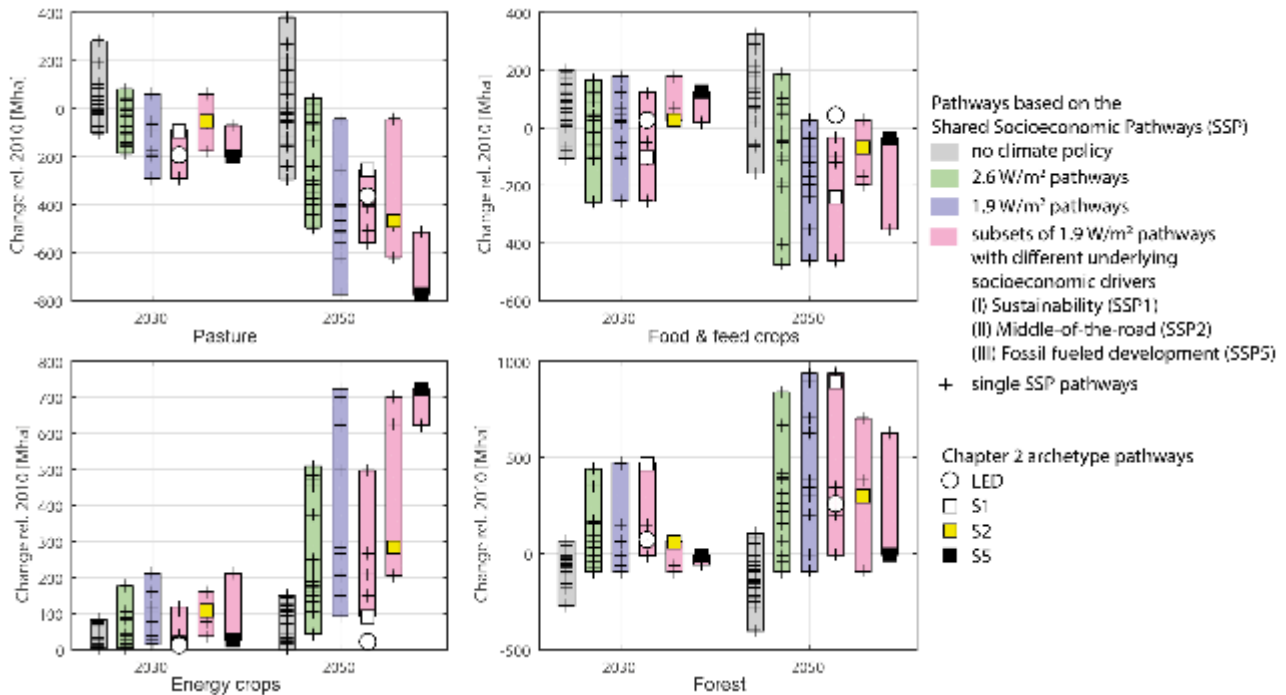 400
200
0
200
400
600
-800
Change rel. 2010 [Mha]
2030
2050
Pasture
400
200
0
-200
400
-600
Change rel. 2010 [Mha]
2030
2050
Food & feed crops
800
700
600
500
400
300
200
100
0
Change rel. 2010 [Mha]
2030
2050
Energy crops
1000
500
0
-500
Change rel. 2010 [Mha]
2030
2050
Forest
Pathways based on the
Shared Socioeconomic Pathways (SSP)
no climate policy
2.6 W/m² pathways
1.9 W/m² pathways
subsets of 1.9 W/m² pathways
with different underlying
socioeconomic drivers
(I) Sustainability (SSP1)
(II) Middle-of-the-road (SSP2)
(III) Fossil fueled development (SSP5)
+ single SSP pathways
Chapter 2 archetype pathways
LED
S1
S2
S5